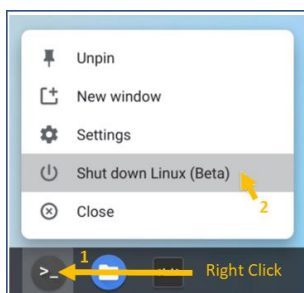 Unpin
New window
Settings
Shut down Linux (Beta)
2
Close
1
>_
Right Click